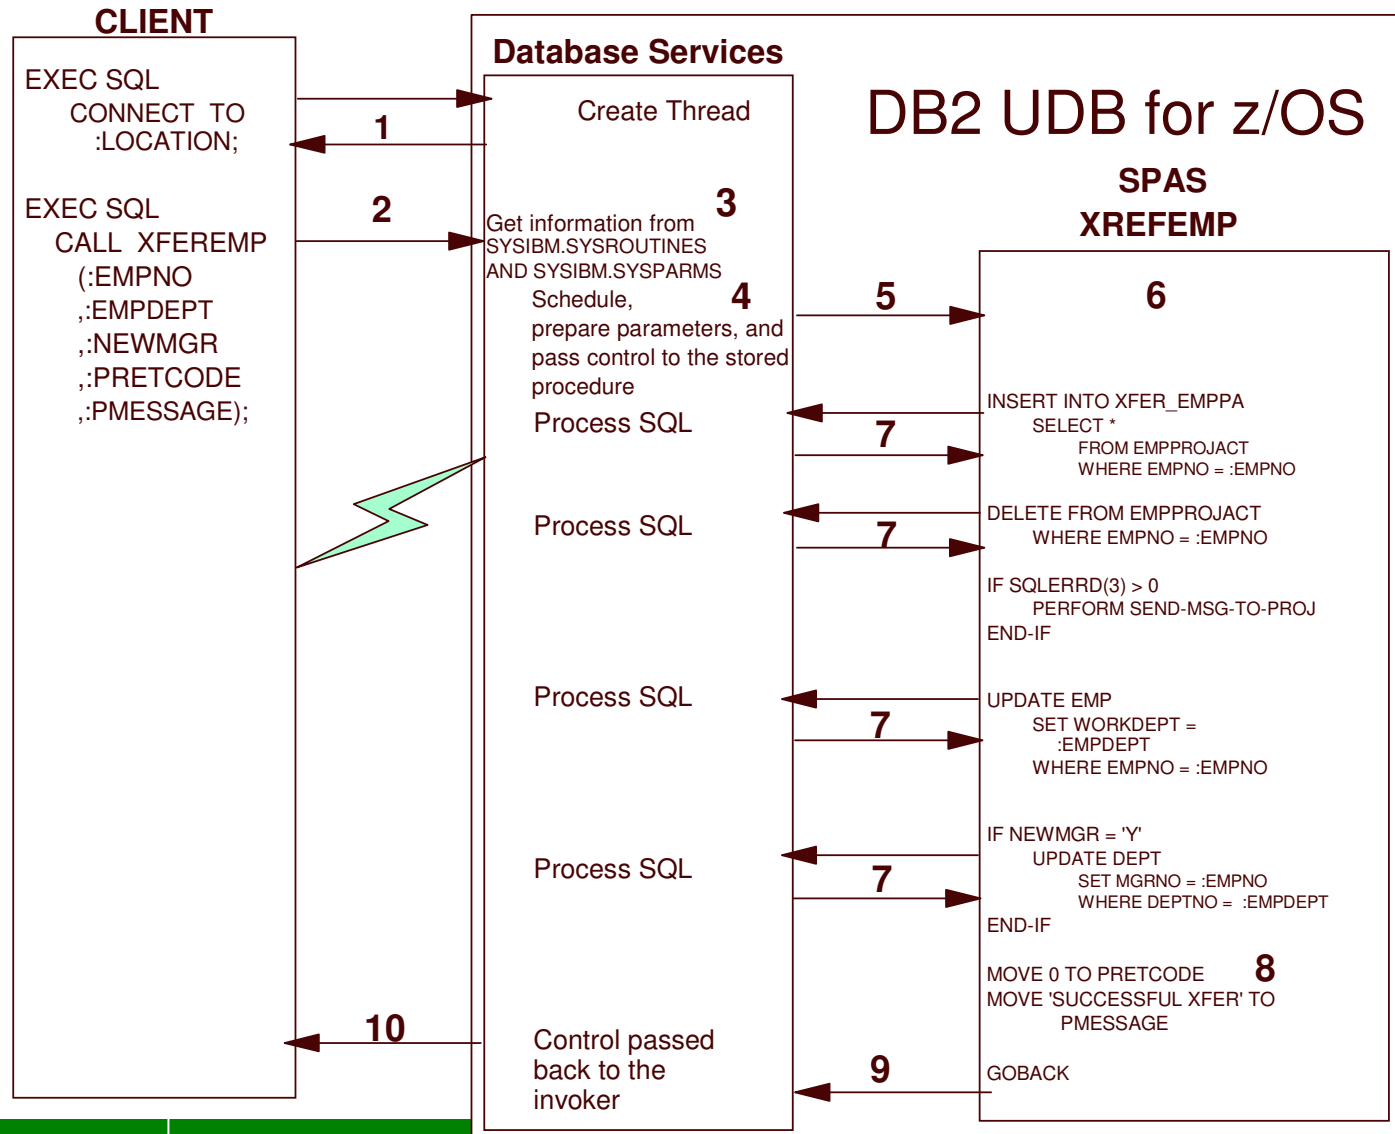 CLIENT
EXEC SQL
CONNECT TO
:LOCATION;
EXEC SQL
CALL XFEREMP
(:EMPNO
,:EMPDEPT
,:NEWMGR
,:PRETCODE
,:PMESSAGE);
1
2
10
Database Services
Create Thread
3
Get information from
SYSIBM.SYSROUTINES
AND SYSIBM.SYSPARMS
4
Schedule,
prepare parameters, and
pass control to the stored
procedure
Process SQL
Process SQL
Process SQL
Process SQL
Control passed
back to the
invoker
5
7
7
7
7
9
DB2 UDB for z/OS
SPAS
XREFEMP
6
INSERT INTO XFER_EMPPA
SELECT *
FROM EMPPROJACT
WHERE EMPNO = :EMPNO
DELETE FROM EMPPROJACT
WHERE EMPNO = :EMPNO
IF SQLERRD(3) > 0
PERFORM SEND-MSG-TO-PROJ
END-IF
UPDATE EMP
SET WORKDEPT =
:EMPDEPT
WHERE EMPNO = :EMPNO
IF NEWMGR = 'Y'
UPDATE DEPT
SET MGRNO = :EMPNO
WHERE DEPTNO = :EMPDEPT
END-IF
MOVE 0 TO PRETCODE 8
MOVE 'SUCCESSFUL XFER' TO
PMESSAGE
GOBACK